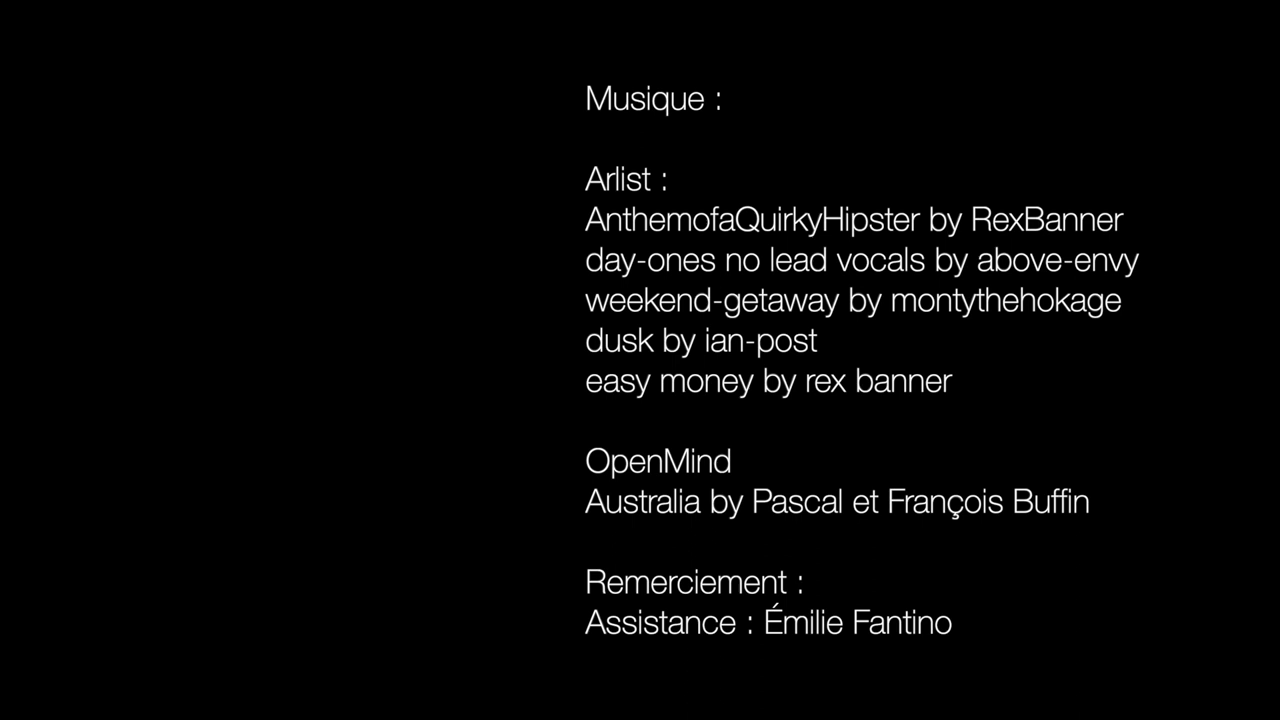 Musique :
Arlist :
AnthemofaQuirkyHipster by RexBanner
day-ones no lead vocals by above-envy
weekend-getaway by montythehokage
dusk by ian-post
easy money by rex banner
OpenMind
Australia by Pascal et François Buffin
Remerciement :
Assistance : Émilie Fantino